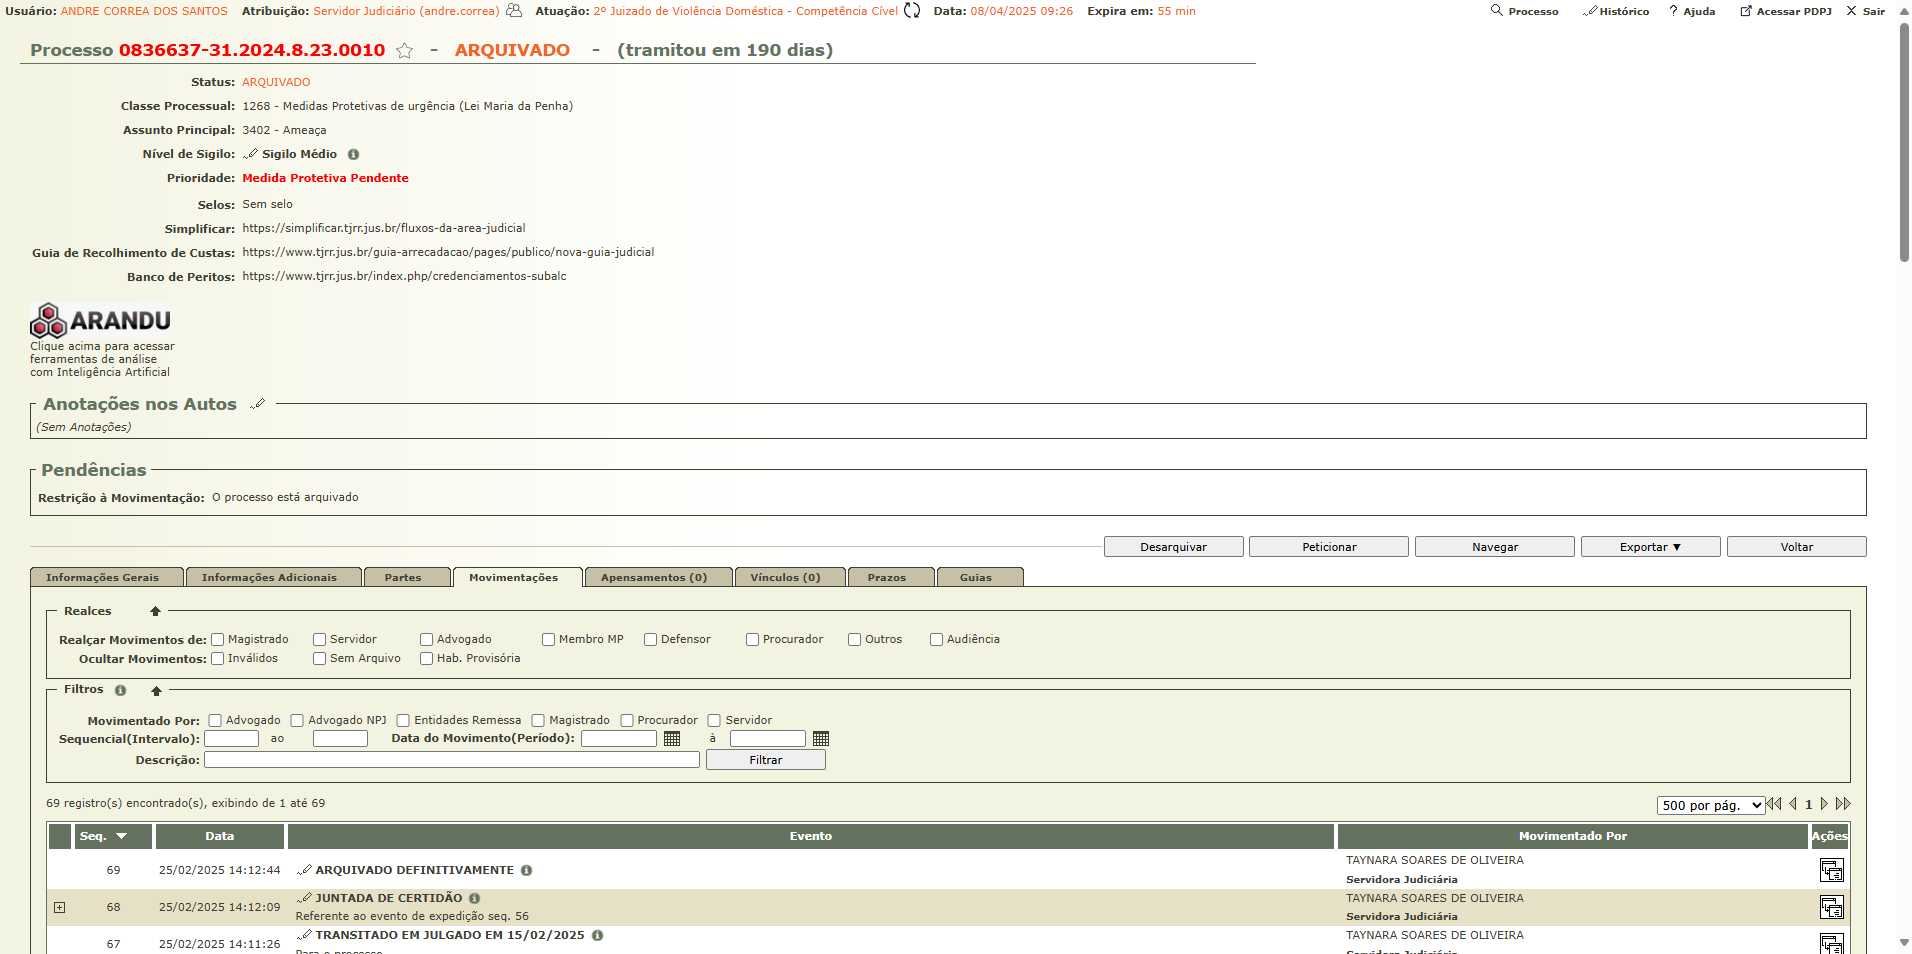 Usuário: ANDRE CORREA DOS SANTOS Atribuição: Servidor Judiciário (andre.correa) Atuação: 2º Juizado de Violência Doméstica - Competência Cível Data: 08/04/2025 09:26 Expira em: 55 min Processo Histórico ? Ajuda Acessar PDPJ X Sair
Processo 0836637-31.2024.8.23.0010 - ARQUIVADO - (tramitou em 190 dias)
Status: ARQUIVADO
Classe Processual: 1268 - Medidas Protetivas de urgência (Lei Maria da Penha)
Assunto Principal: 3402 - Ameaça
Nível de Sigilo: Sigilo Médio
Prioridade: Medida Protetiva Pendente
Selos: Sem selo
Simplificar: https://simplificar.tjrr.jus.br/fluxos-da-area-judicial
Guia de Recolhimento de Custas: https://www.tjrr.jus.br/guia-arrecadacao/pages/publico/nova-guia-judicial
Banco de Peritos: https://www.tjrr.jus.br/index.php/credenciamentos-subalc
ARANDU
Clique acima para acessar
ferramentas de análise
com Inteligência Artificial
Anotações nos Autos
(Sem Anotações)
Pendências
Restrição à Movimentação: O processo está arquivado
Desarquivar Peticionar Navegar Exportar ▼ Voltar
Informações Gerais Informações Adicionais Partes Movimentações Apensamentos (0) Vínculos (0) Prazos Guias
Realces
Realçar Movimentos de: Magistrado Servidor Advogado Membro MP Defensor Procurador Outros Audiência
Ocultar Movimentos: Inválidos Sem Arquivo Hab. Provisória
Filtros
Movimentado Por: Advogado Advogado NPJ Entidades Remessa Magistrado Procurador Servidor
Sequencial(Intervalo): ao Data do Movimento(Período): à
Descrição: Filtrar
69 registro(s) encontrado(s), exibindo de 1 até 69
500 por pág. 1
Seq. Data Evento Movimentado Por Ações
69 25/02/2025 14:12:44 ARQUIVADO DEFINITIVAMENTE TAYNARA SOARES DE OLIVEIRA
Servidora Judiciária
68 25/02/2025 14:12:09 JUNTADA DE CERTIDÃO TAYNARA SOARES DE OLIVEIRA
Referente ao evento de expedição seq. 56 Servidora Judiciária
67 25/02/2025 14:11:26 TRANSITADO EM JULGADO EM 15/02/2025 TAYNARA SOARES DE OLIVEIRA
Para o processo Servidora Judiciária